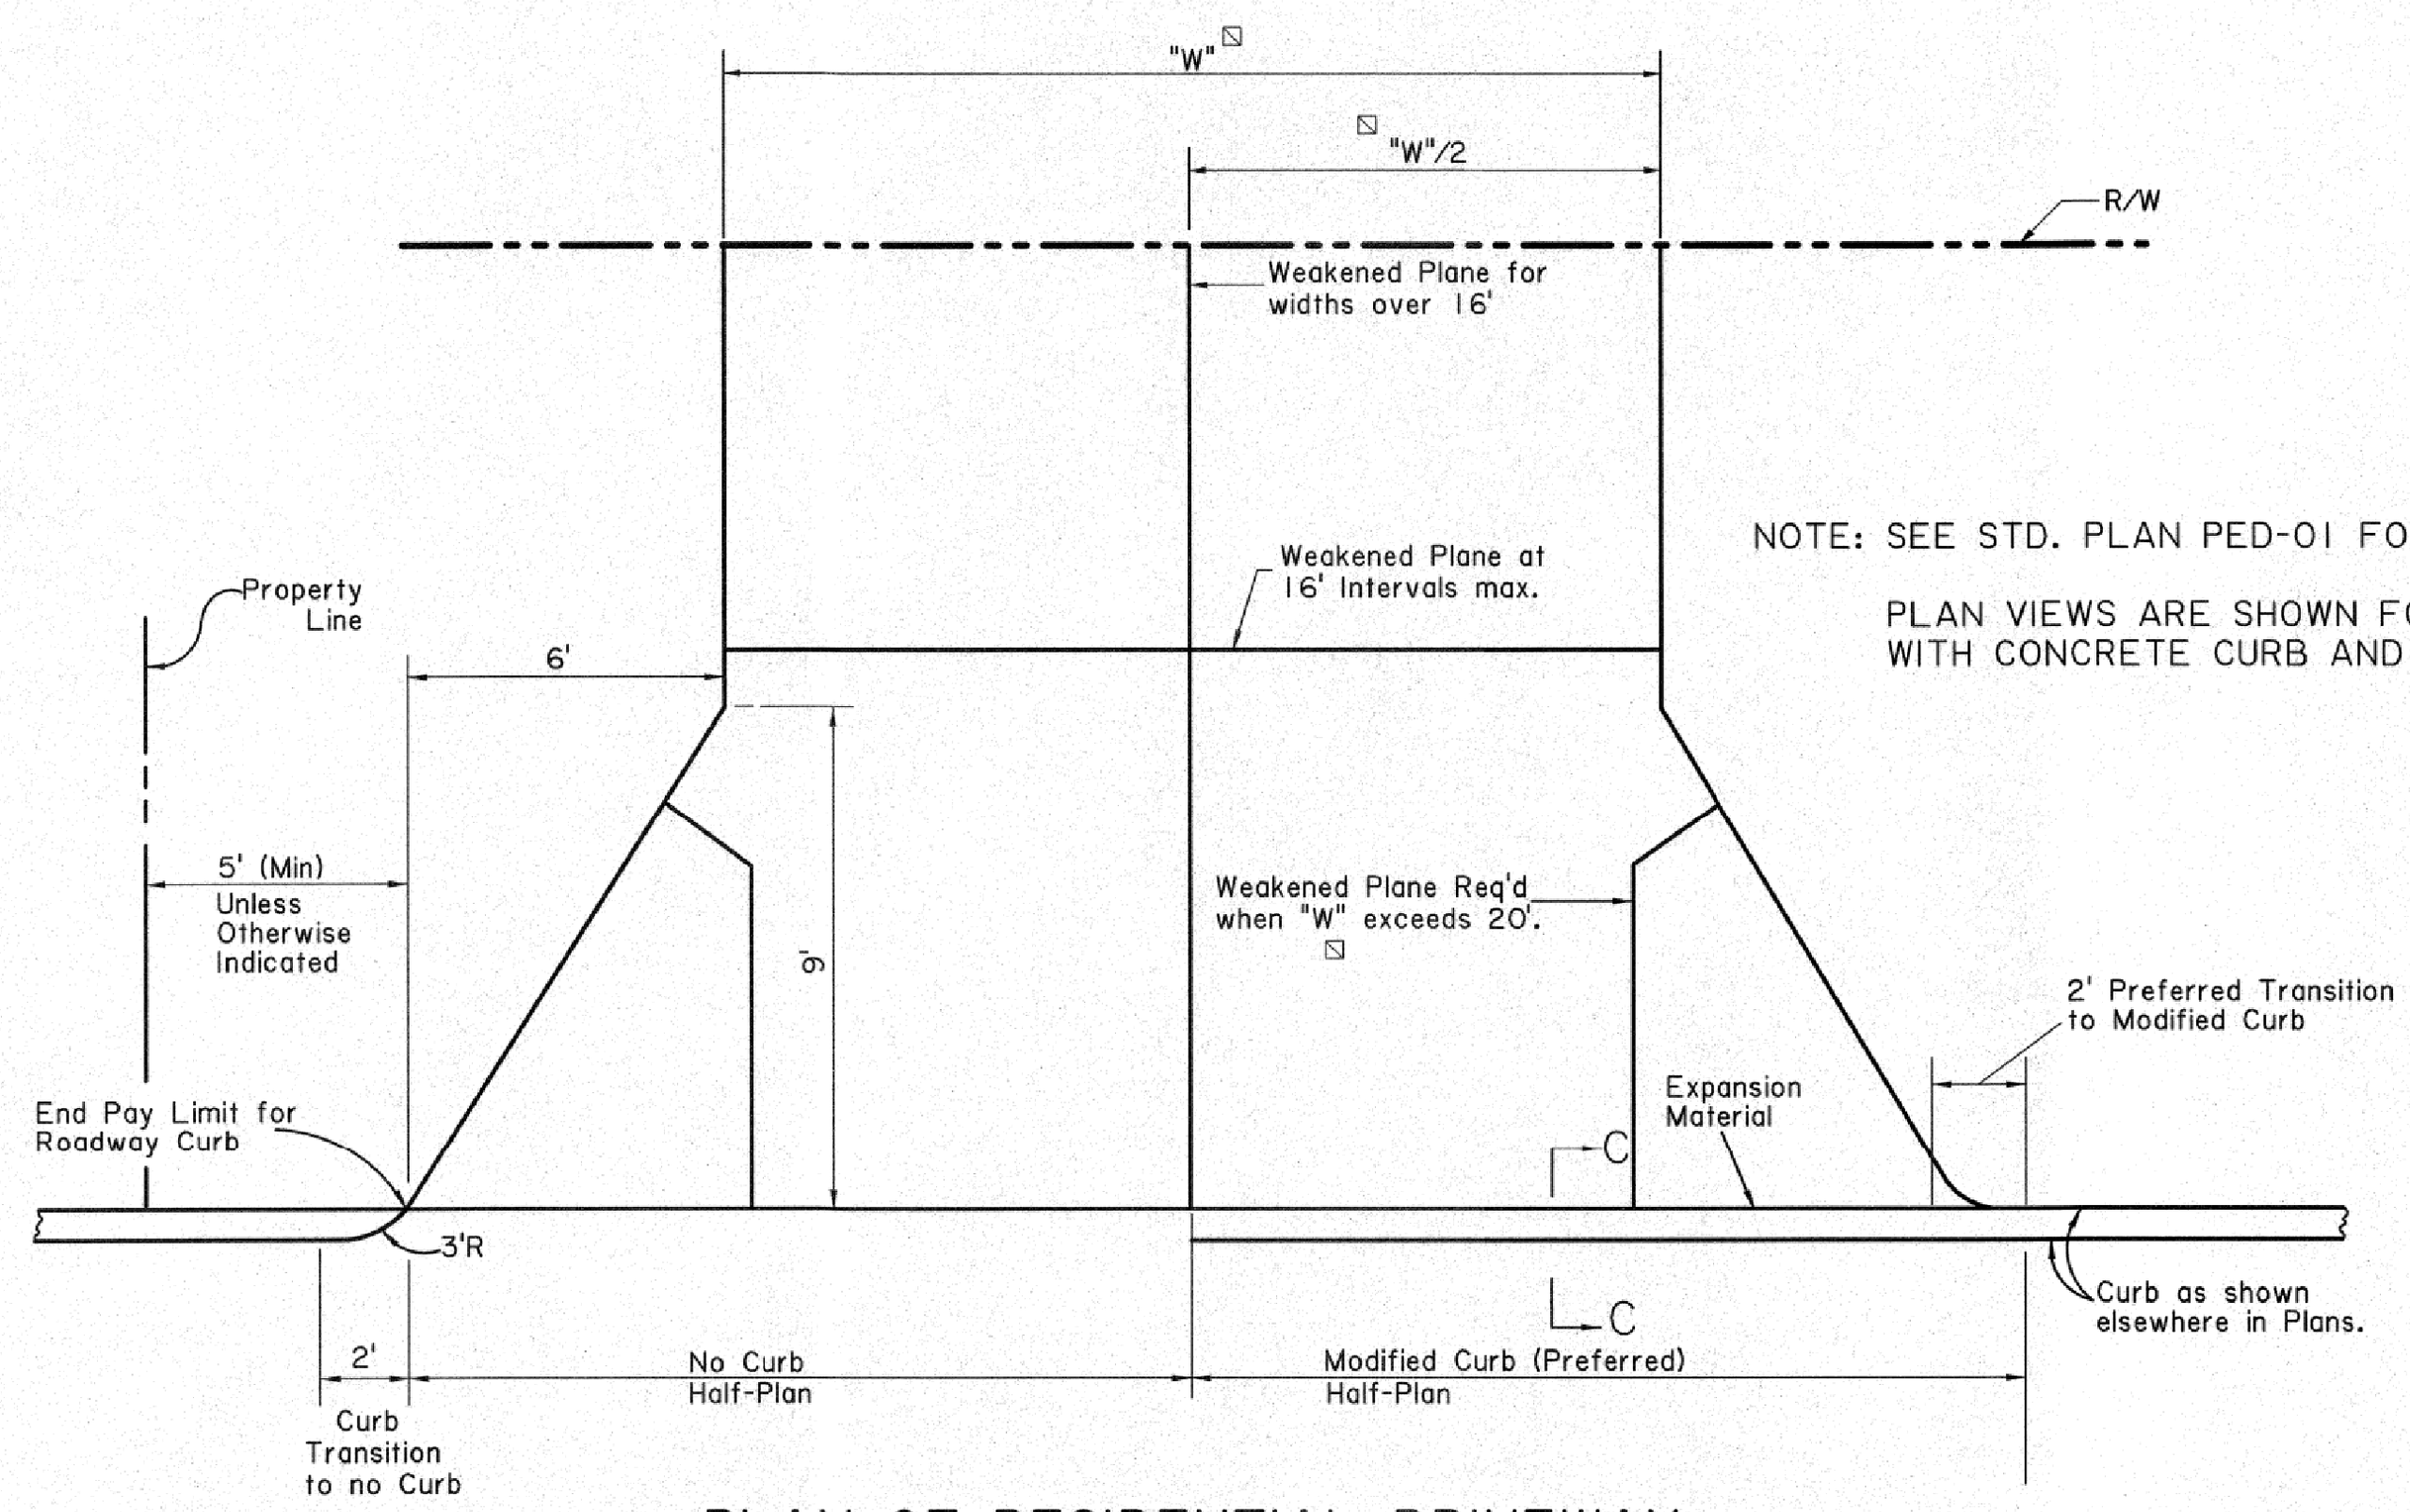 "W"
"W"/2
R/W
Weakened Plane for
widths over 16'
NOTE: SEE STD. PLAN PED-01 FO
Weakened Plane at
16' Intervals max.
Property
Line
PLAN VIEWS ARE SHOWN FO
WITH CONCRETE CURB AND
6'
5' (Min)
Unless
Otherwise
Indicated
9'
Weakened Plane Req'd
when "W" exceeds 20'.
2' Preferred Transition
to Modified Curb
Expansion
Material
End Pay Limit for
Roadway Curb
C
3'R
C
Curb as shown
elsewhere in Plans.
2'
No Curb
Half-Plan
Modified Curb (Preferred)
Half-Plan
Curb
Transition
to no Curb